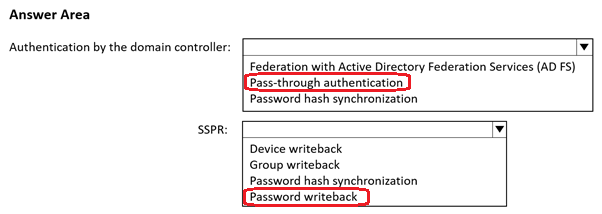 Answer Area
Authentication by the domain controller:
Federation with Active Directory Federation Services (AD FS)
Pass-through authentication
Password hash synchronization
SSPR:
Device writeback
Group writeback
Password hash synchronization
Password writeback